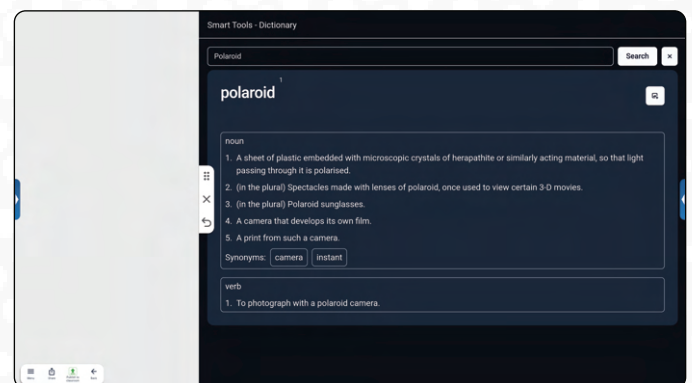 Smart Tools - Dictionary
Polaroid
Search
×
polaroid 1
noun
1. A sheet of plastic embedded with microscopic crystals of herapathite or similarly acting material, so that light
passing through it is polarised.
2. (in the plural) Spectacles made with lenses of polaroid, once used to view certain 3-D movies.
3. (in the plural) Polaroid sunglasses.
4. A camera that develops its own film.
5. A print from such a camera.
Synonyms: camera instant
verb
1. To photograph with a polaroid camera.